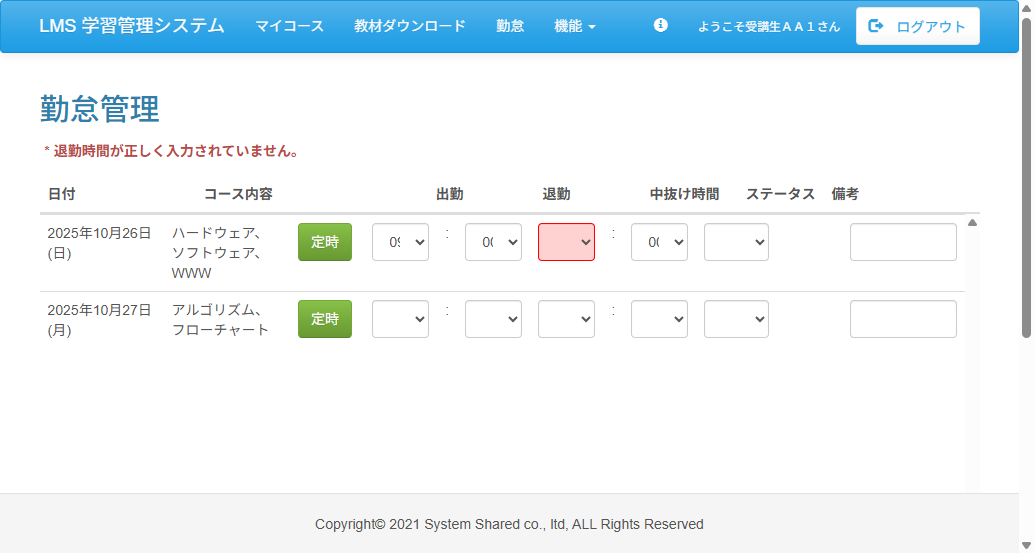 LMS 学習管理システム マイコース 教材ダウンロード 勤怠 機能 ようこそ受講生ＡＡ１さん ログアウト
勤怠管理
* 退勤時間が正しく入力されていません。
日付 コース内容 出勤 退勤 中抜け時間 ステータス 備考
2025年10月26日(日) ハードウェア、ソフトウェア、WWW 定時 09 : 00 : 00
2025年10月27日(月) アルゴリズム、フローチャート 定時 : :
Copyright© 2021 System Shared co., ltd, ALL Rights Reserved